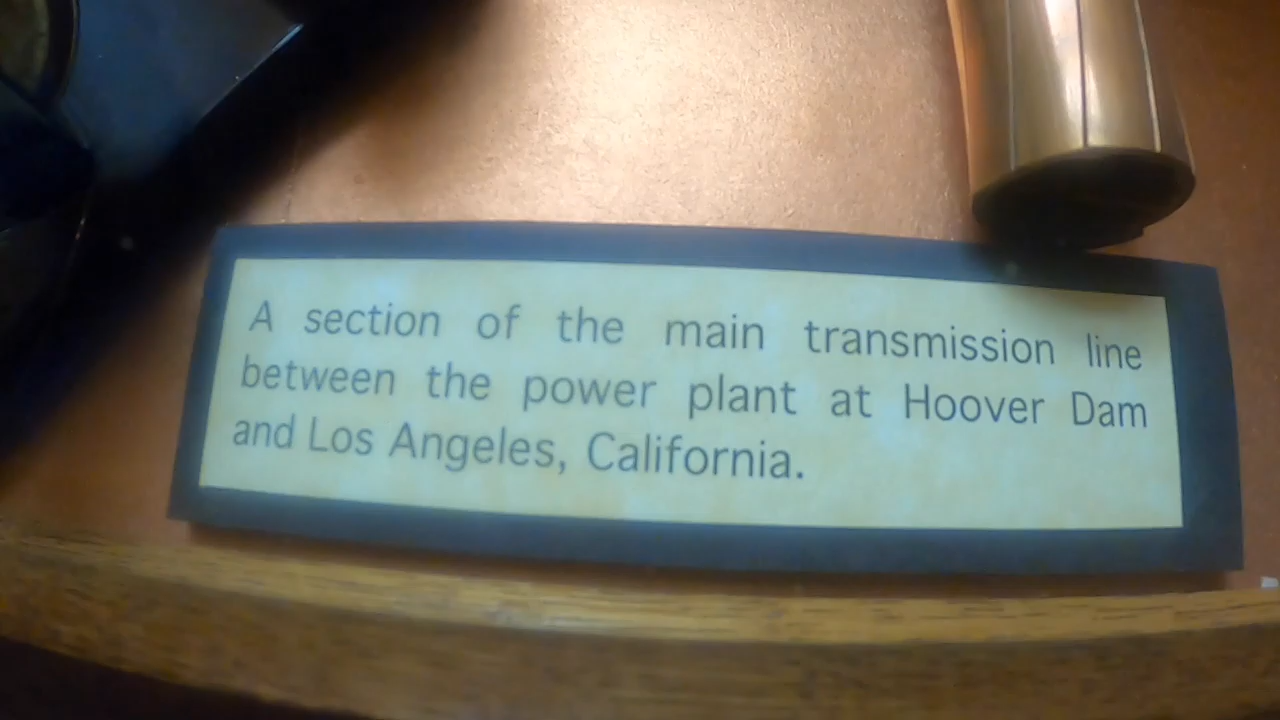 A section of the main transmission line
between the power plant at Hoover Dam
and Los Angeles, California.